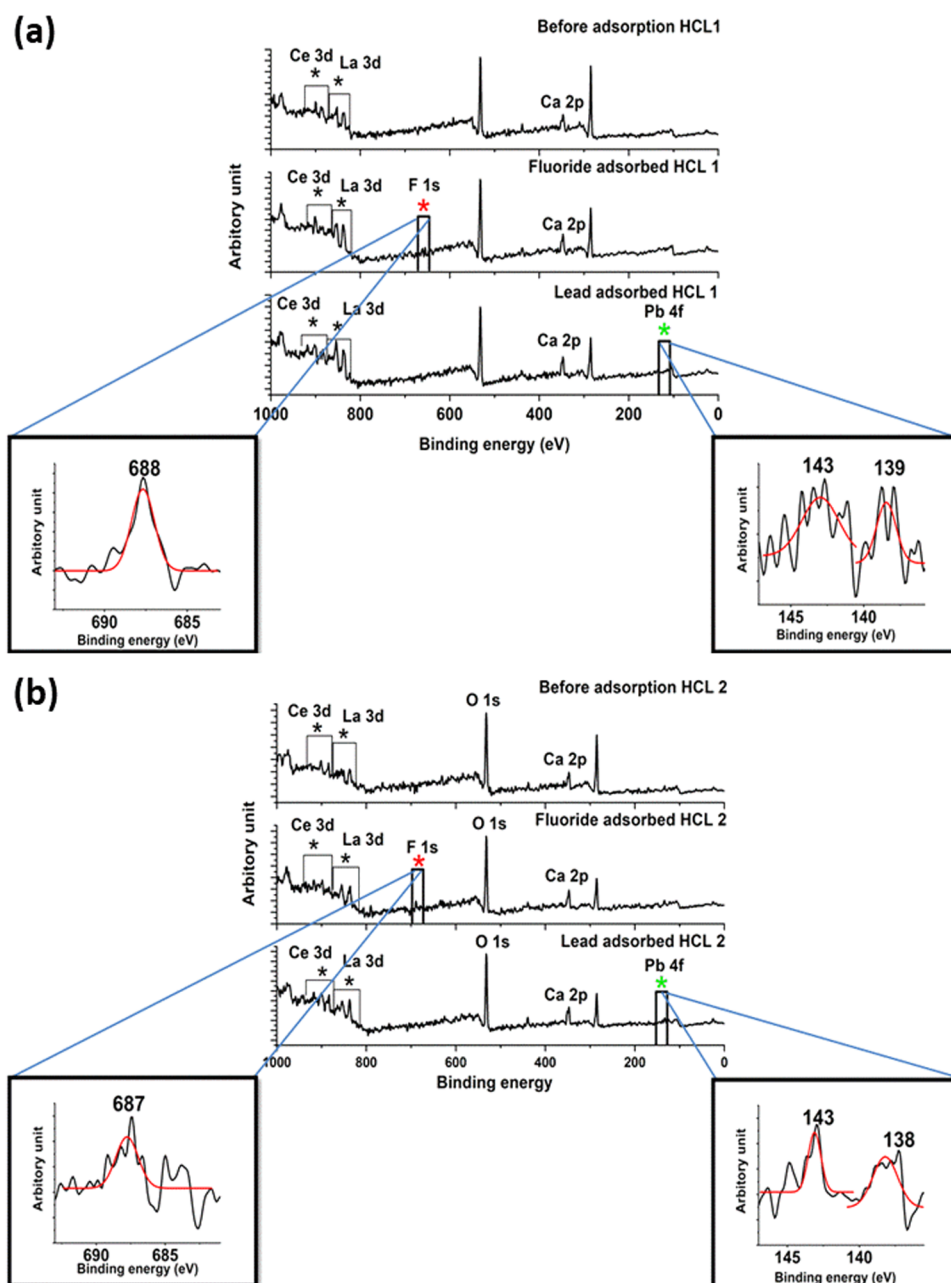 (a)
Before adsorption HCL1
Ce 3d
* La 3d
*
Ca 2p
Fluoride adsorbed HCL 1
Ce 3d
* La 3d
*
F 1s
*
Ca 2p
Lead adsorbed HCL 1
Ce 3d
* La 3d
*
Ca 2p
Pb 4f
*
Arbitory unit
1000 800 600 400 200 0
Binding energy (eV)
688
Arbitory unit
690 685
Binding energy (eV)
143 139
Arbitory unit
145 140
Binding energy (eV)
(b)
Before adsorption HCL 2
O 1s
Ce 3d
* La 3d
*
Ca 2p
Fluoride adsorbed HCL 2
O 1s
Ce 3d
* La 3d
*
F 1s
*
Ca 2p
Lead adsorbed HCL 2
O 1s
Ce 3d
* La 3d
*
Ca 2p
Pb 4f
*
Arbitory unit
1000 800 600 400 200 0
Binding energy
687
Arbitory unit
690 685
Binding energy (eV)
143 138
Arbitory unit
145 140
Binding energy (eV)